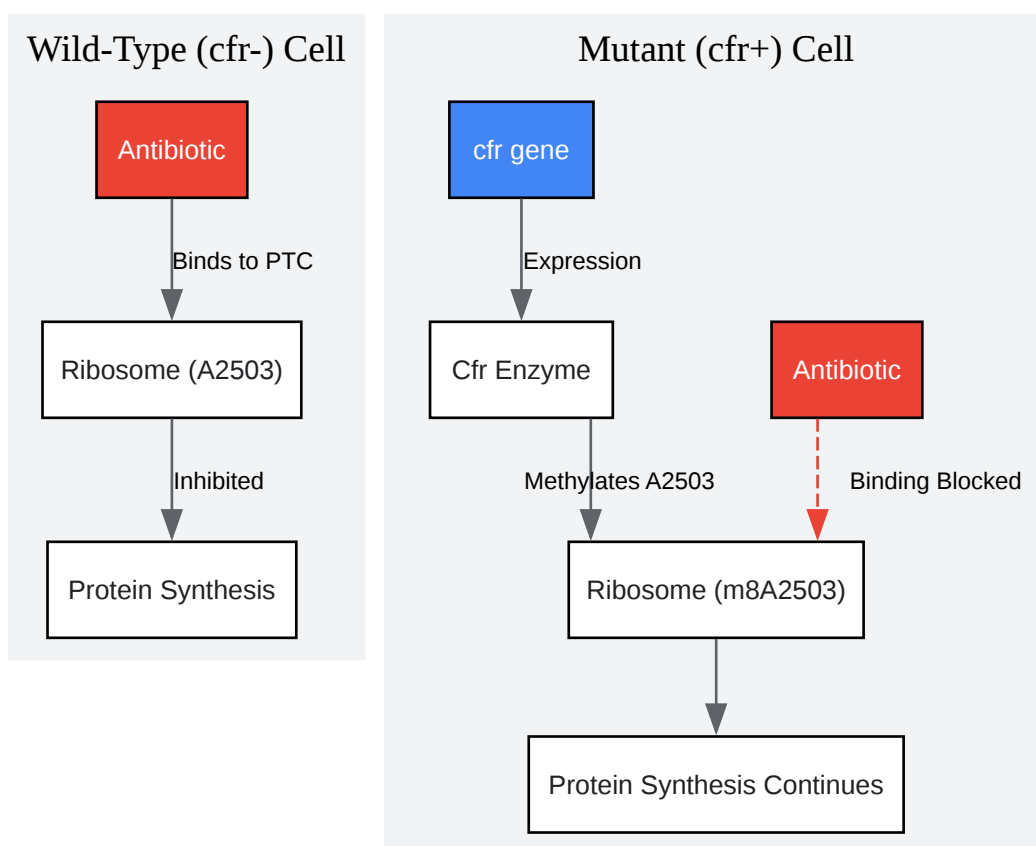 Wild-Type (cfr-) Cell
Antibiotic
Binds to PTC
Ribosome (A2503)
Inhibited
Protein Synthesis
Mutant (cfr+) Cell
cfr gene
Expression
Cfr Enzyme
Antibiotic
Methylates A2503
Binding Blocked
Ribosome (m8A2503)
Protein Synthesis Continues